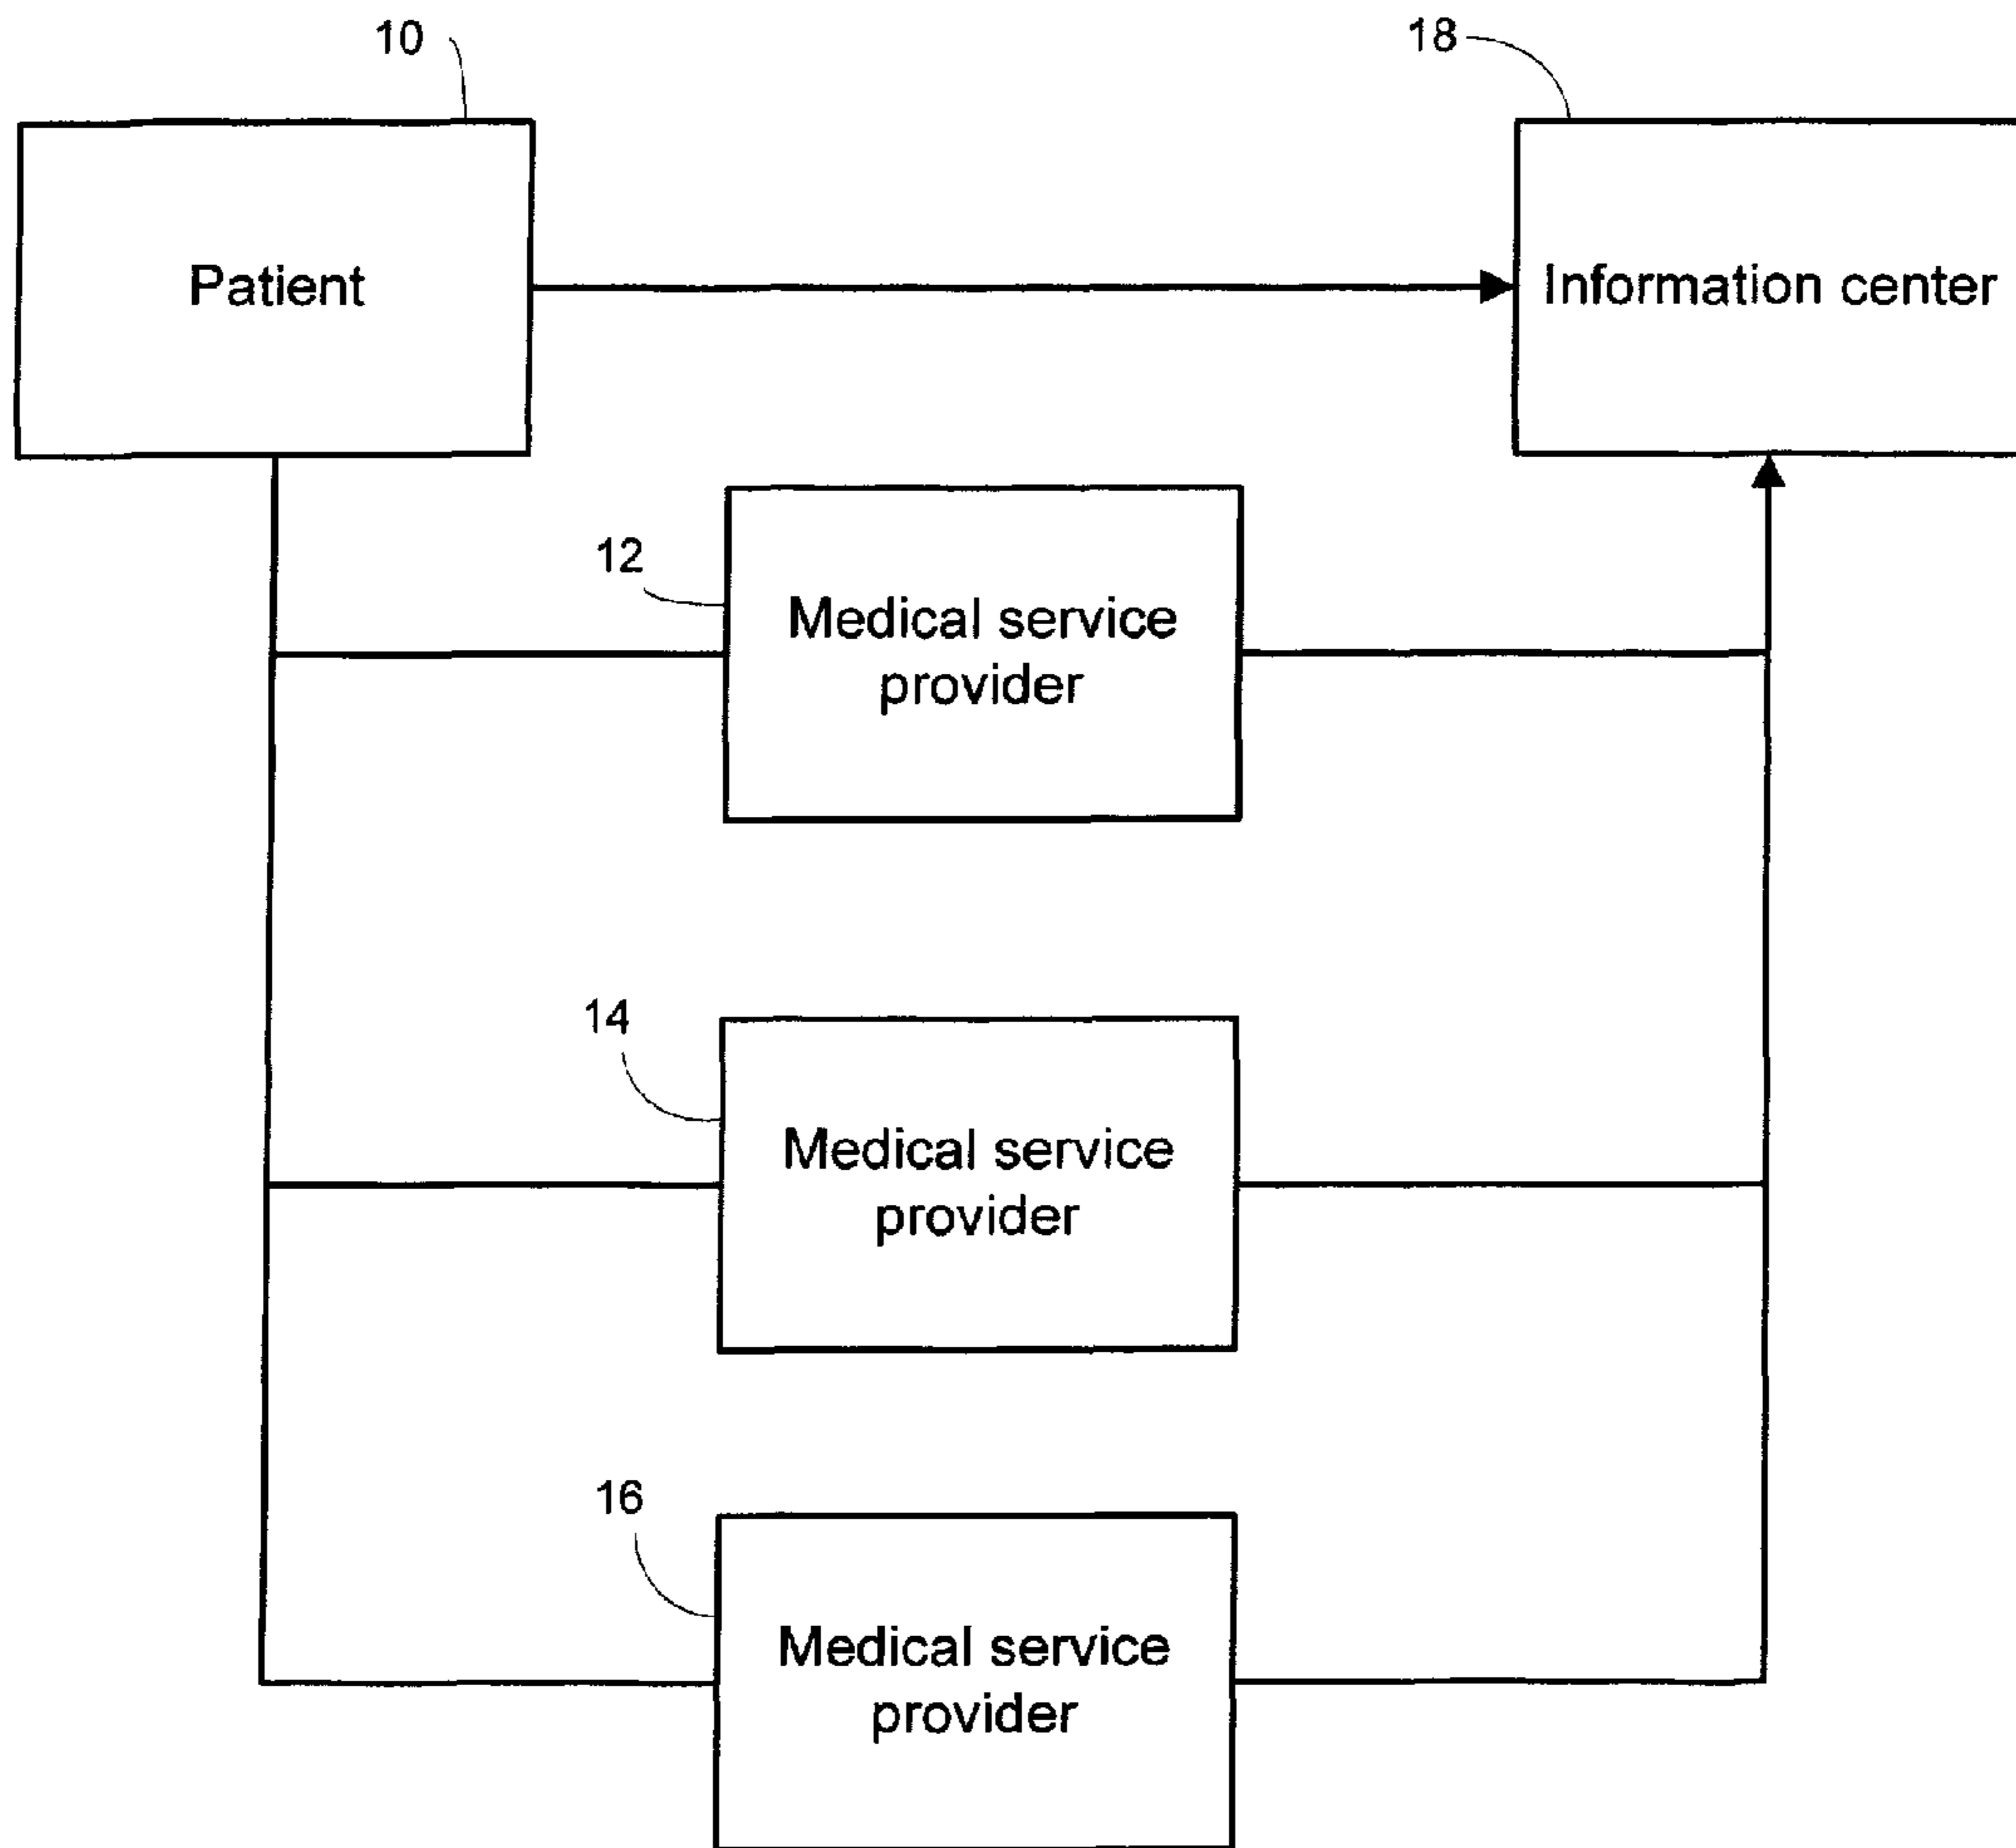 10
18
Patient
Information center
12
Medical service
provider
14
Medical service
provider
16
Medical service
provider